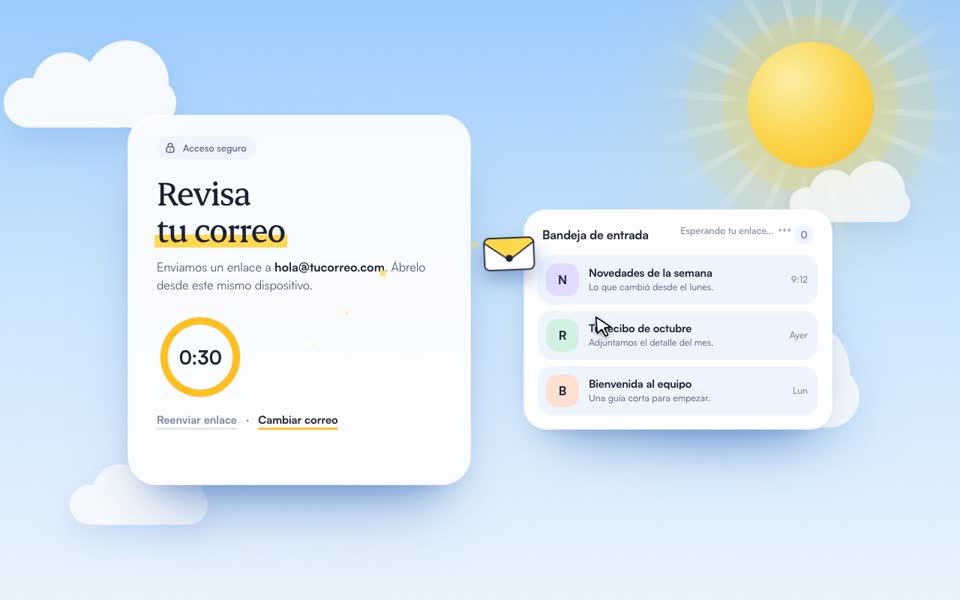 Acceso seguro
Revisa
tu correo
Enviamos un enlace a hola@tucorreo.com. Ábrelo
desde este mismo dispositivo.
0:30
Reenviar enlace · Cambiar correo
Bandeja de entrada
Esperando tu enlace...
0
N
Novedades de la semana
9:12
Lo que cambió desde el lunes.
R
recibo de octubre
Ayer
Adjuntamos el detalle del mes.
B
Bienvenida al equipo
Lun
Una guía corta para empezar.